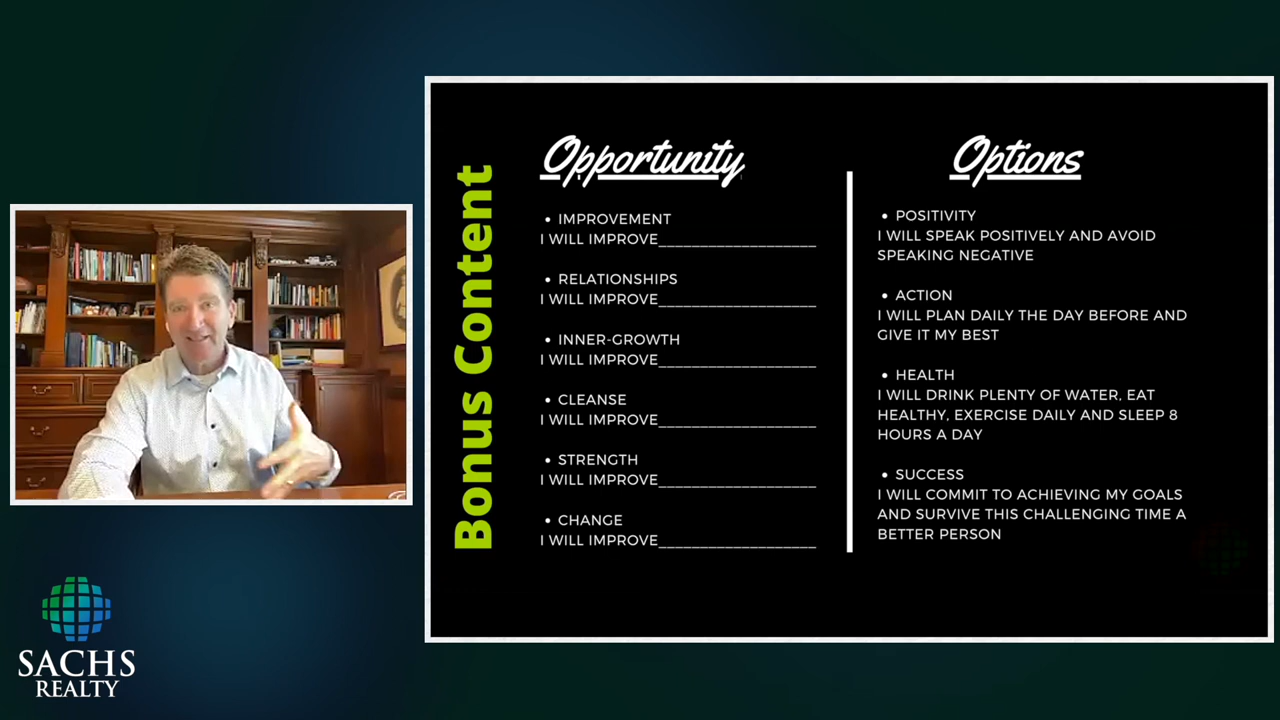 Bonus Content
Opportunity
• IMPROVEMENT
I WILL IMPROVE____________________
• RELATIONSHIPS
I WILL IMPROVE____________________
• INNER-GROWTH
I WILL IMPROVE____________________
• CLEANSE
I WILL IMPROVE____________________
• STRENGTH
I WILL IMPROVE____________________
• CHANGE
I WILL IMPROVE____________________
Options
• POSITIVITY
I WILL SPEAK POSITIVELY AND AVOID
SPEAKING NEGATIVE
• ACTION
I WILL PLAN DAILY THE DAY BEFORE AND
GIVE IT MY BEST
• HEALTH
I WILL DRINK PLENTY OF WATER, EAT
HEALTHY, EXERCISE DAILY AND SLEEP 8
HOURS A DAY
• SUCCESS
I WILL COMMIT TO ACHIEVING MY GOALS
AND SURVIVE THIS CHALLENGING TIME A
BETTER PERSON
SACHS
REALTY